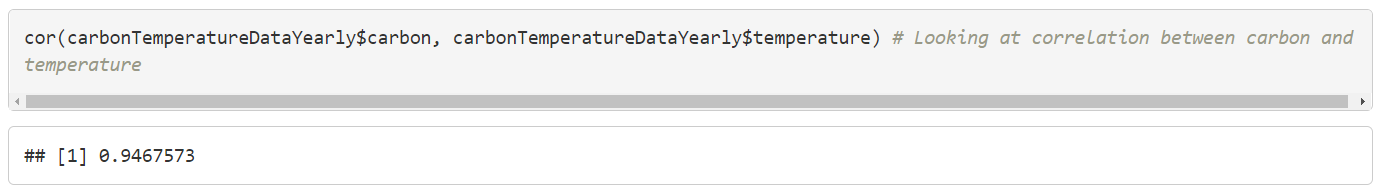 cor(carbonTemperatureDataYearly$carbon, carbonTemperatureDataYearly$temperature) # Looking at correlation between carbon and
temperature
## [1] 0.9467573